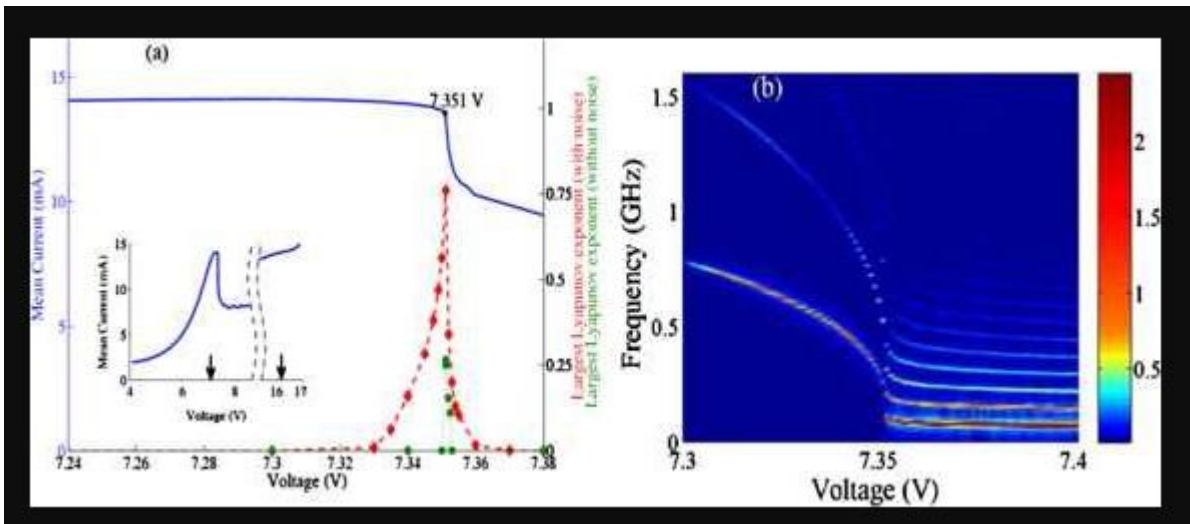 (a)
15
10
5
0
Mean Current (mA)
7.351 V
1
0.75
0.5
0.25
0
Largest Lyapunov exponent (with noise)
Largest Lyapunov exponent (without noise)
7.24 7.26 7.28 7.3 7.32 7.34 7.36 7.38
Voltage (V)
15
10
5
0
Mean Current (mA)
4 6 8 16 17
Voltage (V)
(b)
1.5
1
0.5
0
Frequency (GHz)
7.3 7.35 7.4
Voltage (V)
2
1.5
1
0.5